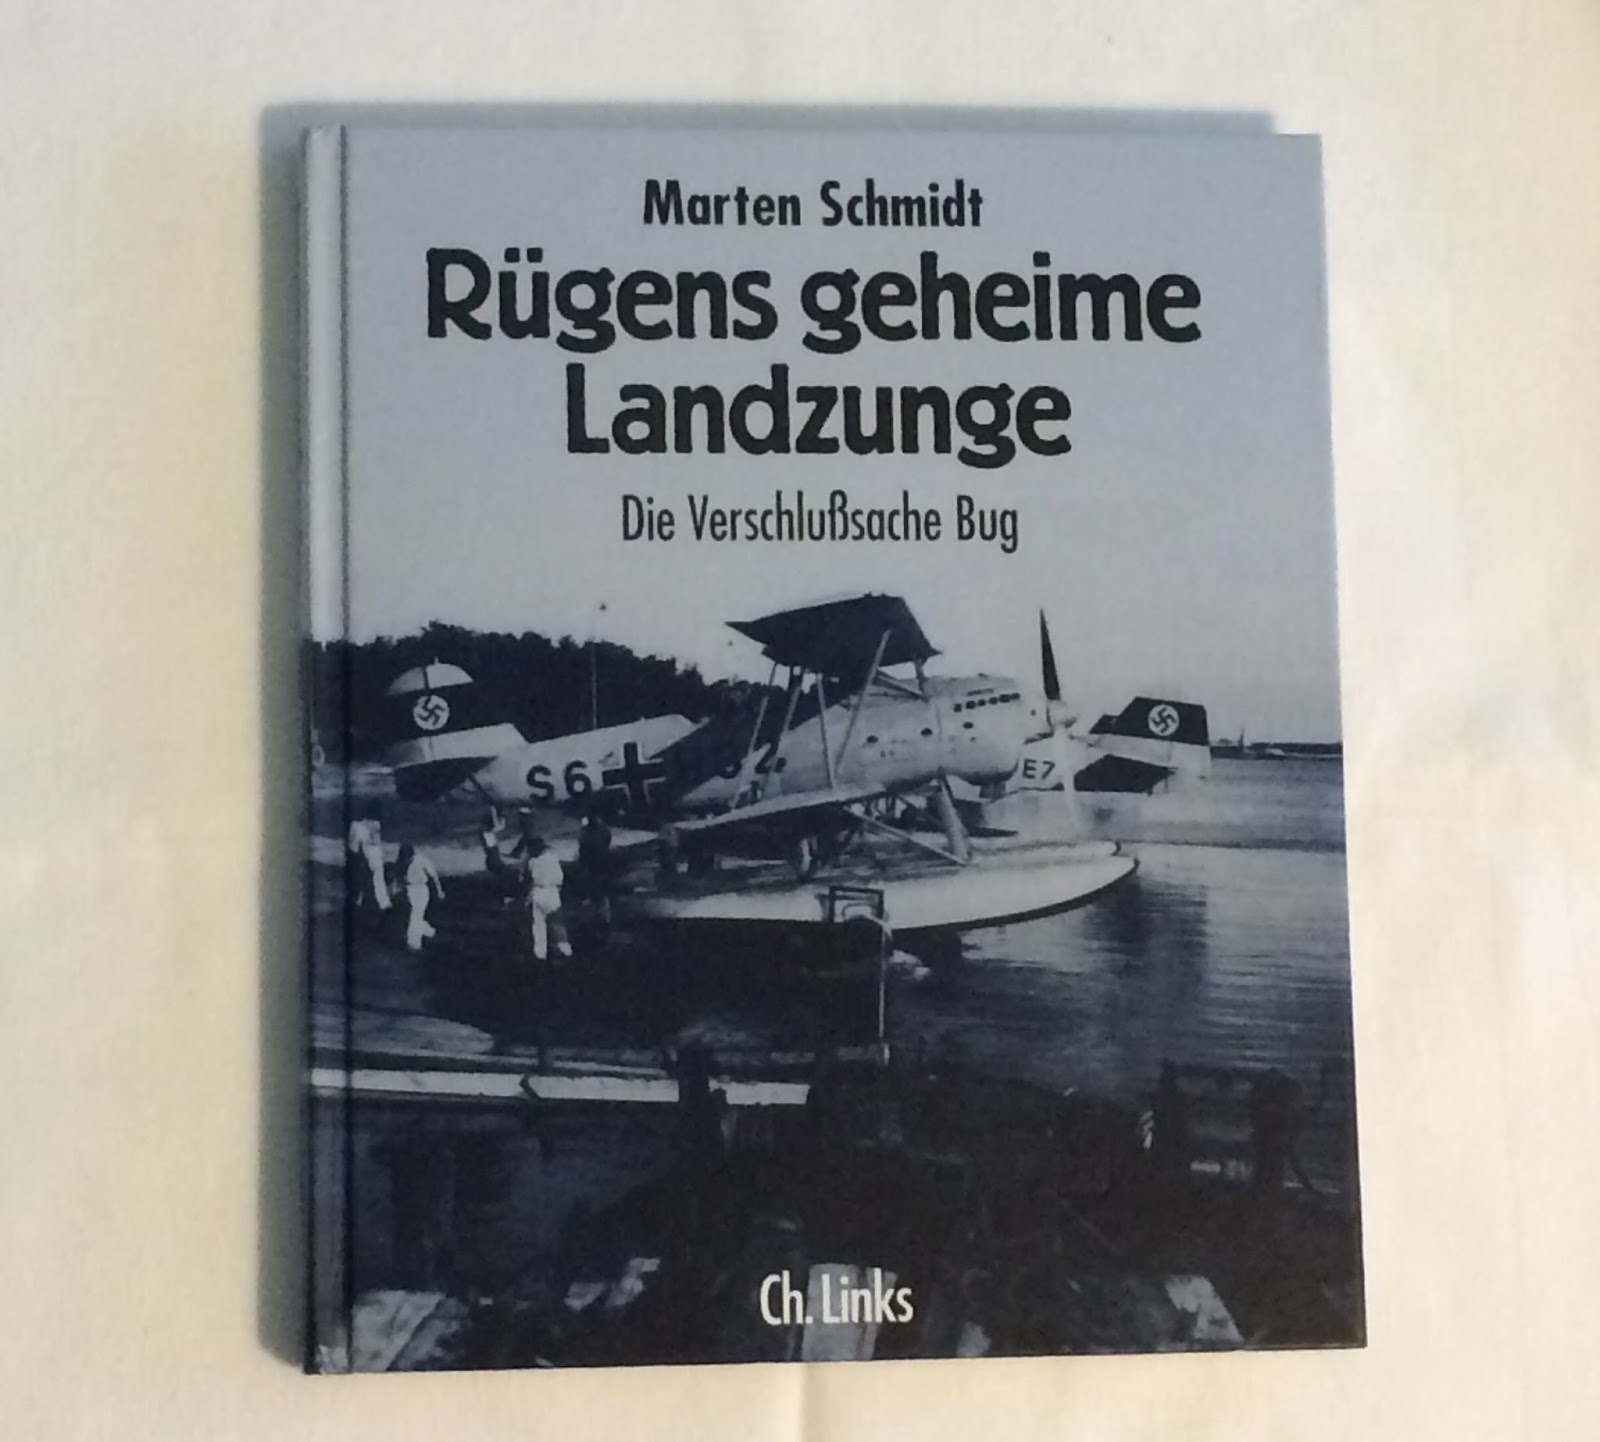 Marten Schmidt
Rügens geheime
Landzunge
Die Verschlußsache Bug
S6
E7
Ch. Links